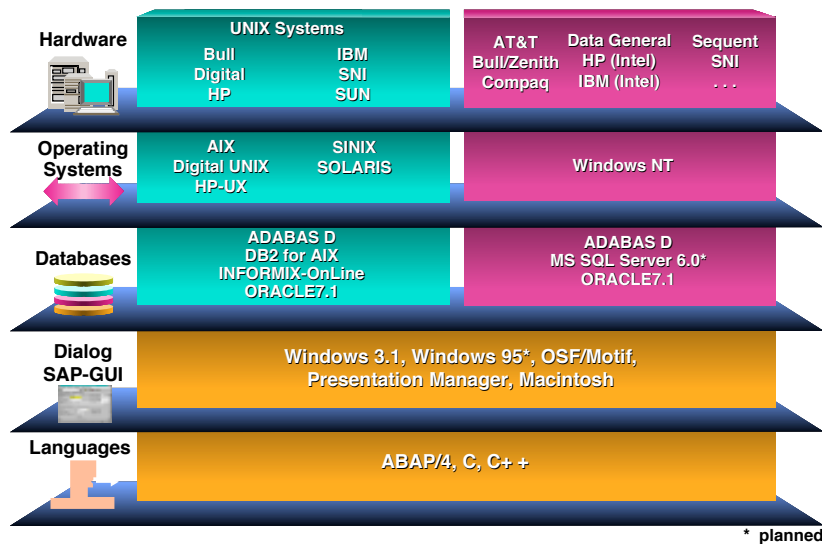 Hardware
UNIX Systems
Bull IBM
Digital SNI
HP SUN
AT&T Data General Sequent
Bull/Zenith HP (Intel) SNI
Compaq IBM (Intel) . . .
Operating
Systems
AIX SINIX
Digital UNIX SOLARIS
HP-UX
Windows NT
Databases
ADABAS D
DB2 for AIX
INFORMIX-OnLine
ORACLE7.1
ADABAS D
MS SQL Server 6.0*
ORACLE7.1
Dialog
SAP-GUI
Windows 3.1, Windows 95*, OSF/Motif,
Presentation Manager, Macintosh
Languages
ABAP/4, C, C+ +
* planned